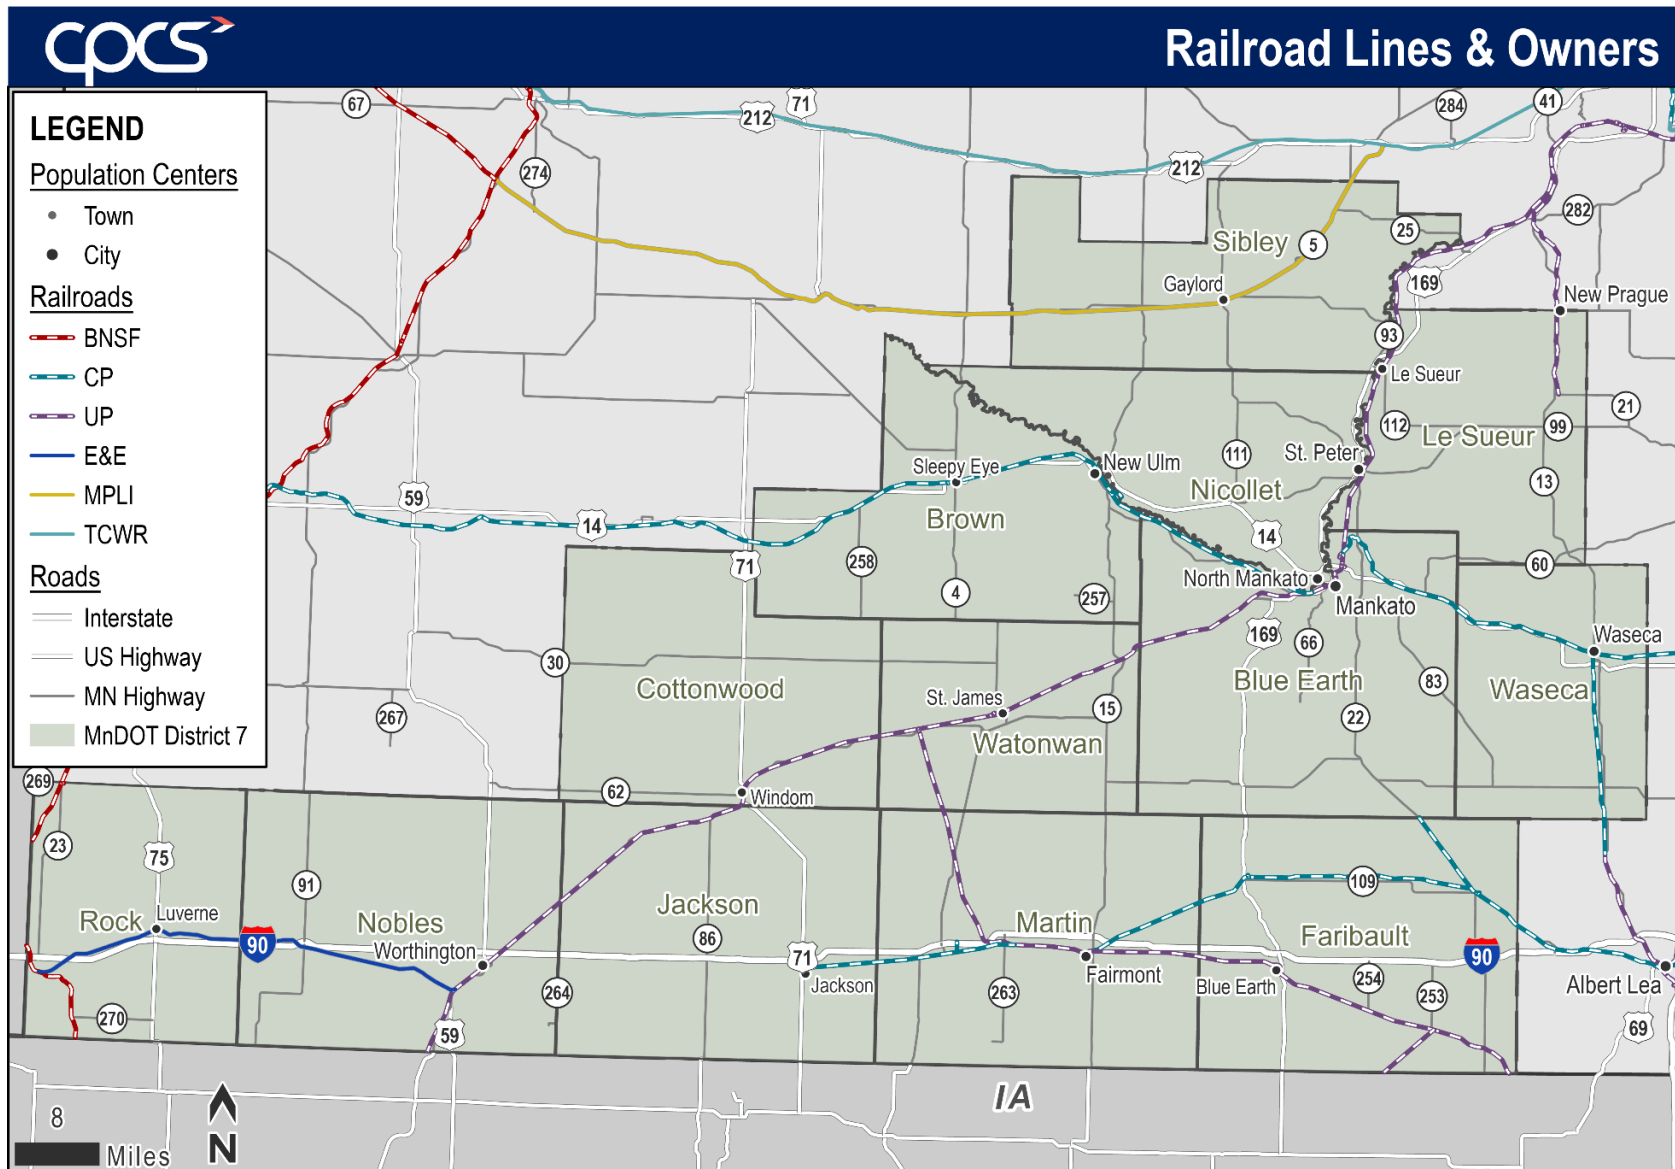 cpcs
Railroad Lines & Owners
LEGEND
Population Centers
Town
City
Railroads
BNSF
CP
UP
E&E
MPLI
TCWR
Roads
Interstate
US Highway
MN Highway
MnDOT District 7
67
212
71
284
41
274
212
282
25
Sibley
5
169
Gaylord
New Prague
93
Le Sueur
21
112
Le Sueur
99
New Ulm
111
St. Peter
Sleepy Eye
13
59
Nicollet
14
Brown
14
71
258
60
North Mankato
4
257
Mankato
169
Waseca
66
30
Cottonwood
Blue Earth
83
Waseca
St. James
15
267
22
Watonwan
269
62
Windom
23
75
91
109
Rock
Luverne
Nobles
Jackson
Martin
Faribault
90
Worthington
86
71
90
Jackson
Fairmont
Blue Earth
254
253
Albert Lea
264
263
270
59
69
IA
8
Miles
N